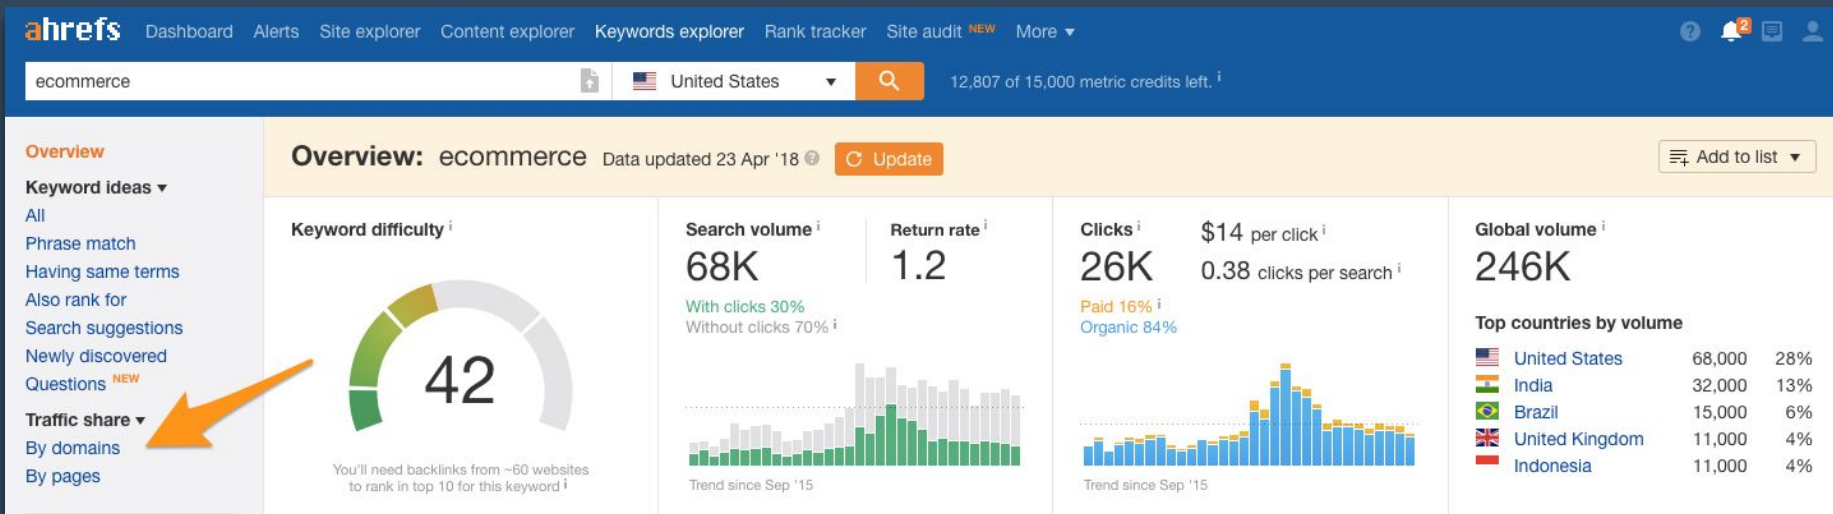 ahrefs Dashboard Alerts Site explorer Content explorer Keywords explorer Rank tracker Site audit NEW More ▾ ? 2
ecommerce United States ▾ 12,807 of 15,000 metric credits left. i
Overview
Keyword ideas ▾
All
Phrase match
Having same terms
Also rank for
Search suggestions
Newly discovered
Questions NEW
Traffic share ▾
By domains
By pages
Overview: ecommerce Data updated 23 Apr '18 ? Update Add to list ▾
Keyword difficulty i
42
You'll need backlinks from ~60 websites
to rank in top 10 for this keyword i
Search volume i
68K
With clicks 30%
Without clicks 70% i
Return rate i
1.2
Trend since Sep '15
Clicks i
26K
Paid 16% i
Organic 84%
$14 per click i
0.38 clicks per search i
Trend since Sep '15
Global volume i
246K
Top countries by volume
United States 68,000 28%
India 32,000 13%
Brazil 15,000 6%
United Kingdom 11,000 4%
Indonesia 11,000 4%